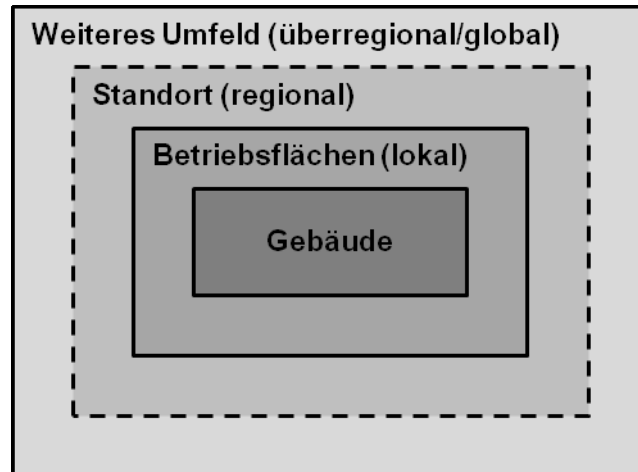 Weiteres Umfeld (überregional/global)
Standort (regional)
Betriebsflächen (lokal)
Gebäude